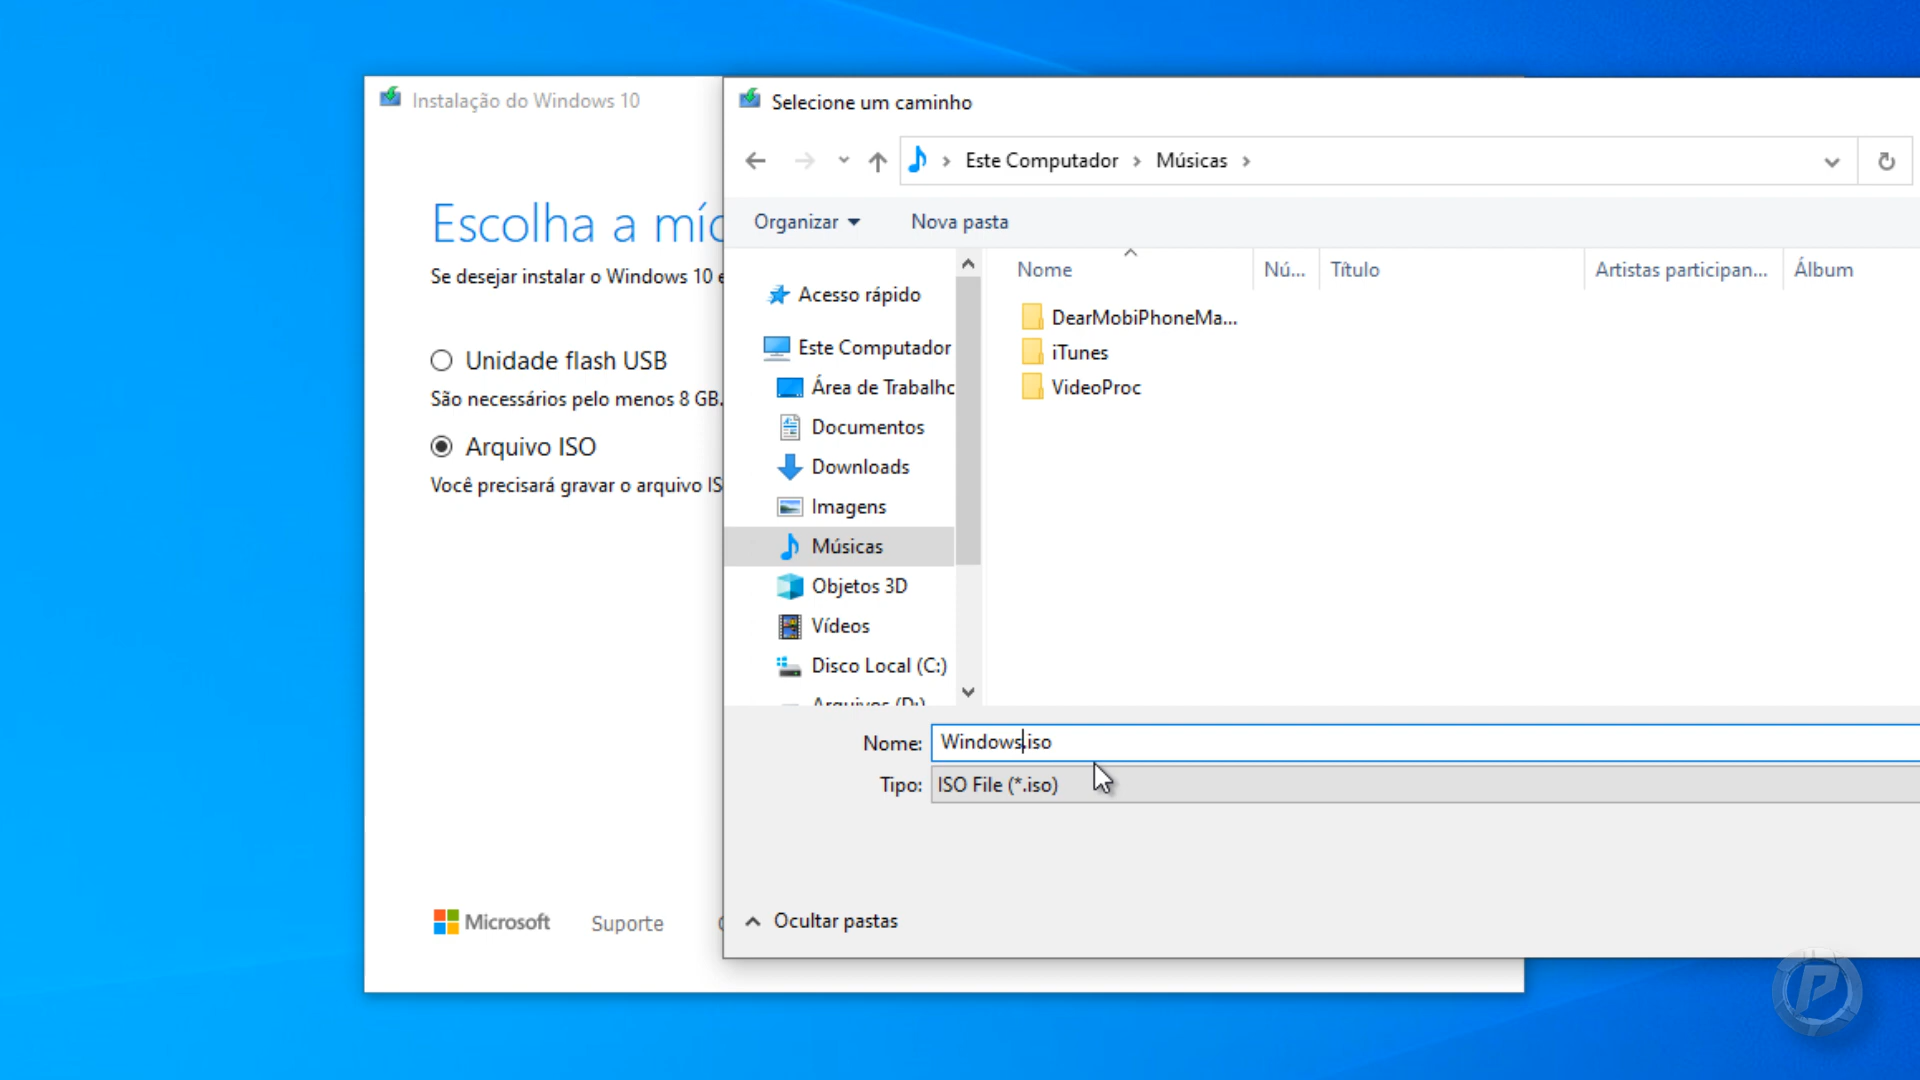 Instalação do Windows 10
Selecione um caminho
Este Computador
Músicas
Organizar
Nova pasta
Escolha a
Se desejar instalar o Windows 10
Unidade flash USB
São necessários pelo menos 8 GB.
Arquivo ISO
Você precisará gravar o arquivo
Acesso rápido
Este Computador
Área de
Documentos
Downloads
Imagens
Músicas
Objetos 3D
Vídeos
Disco Local (C:)
Arquivos (D:)
Nome Nú... Título Artistas participan... Álbum
DearMobiPhoneMa...
iTunes
VideoProc
Nome: Windows.iso
Tipo: ISO File (*.iso)
Ocultar pastas
Microsoft Suporte
P